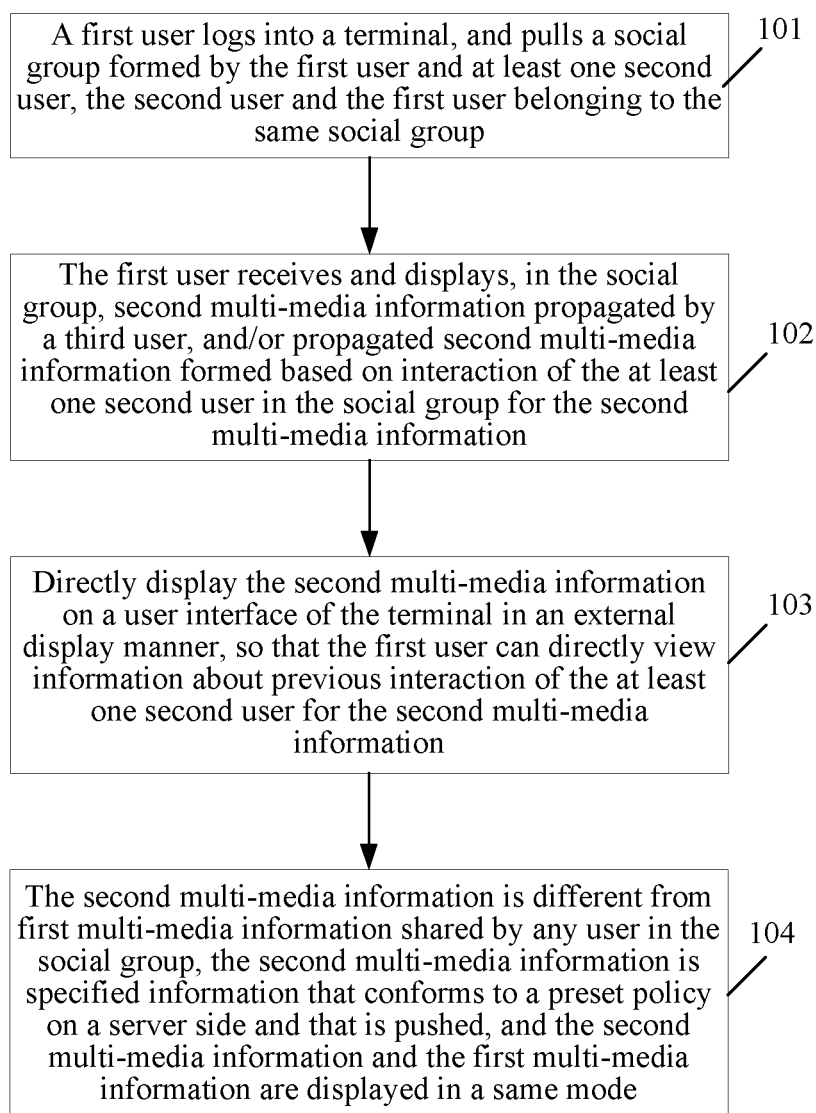 A first user logs into a terminal, and pulls a social
group formed by the first user and at least one second
user, the second user and the first user belonging to the
same social group
101
The first user receives and displays, in the social
group, second multi-media information propagated by
a third user, and/or propagated second multi-media
information formed based on interaction of the at least
one second user in the social group for the second
multi-media information
102
Directly display the second multi-media information
on a user interface of the terminal in an external
display manner, so that the first user can directly view
information about previous interaction of the at least
one second user for the second multi-media
information
103
The second multi-media information is different from
first multi-media information shared by any user in the
social group, the second multi-media information is
specified information that conforms to a preset policy
on a server side and that is pushed, and the second
multi-media information and the first multi-media
information are displayed in a same mode
104